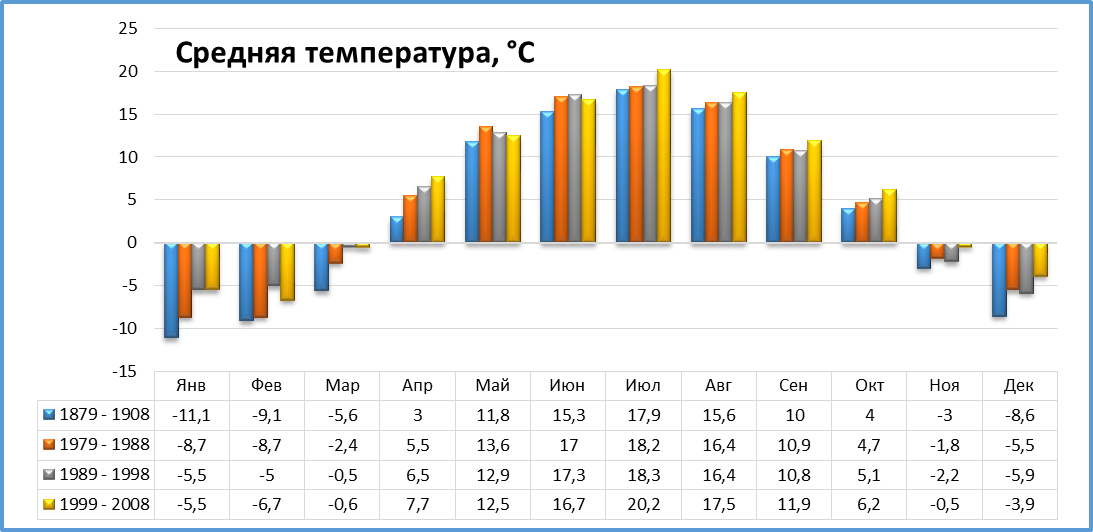 Средняя температура, °С
25
20
15
10
5
0
-5
-10
-15
Янв Фев Мар Апр Май Июн Июл Авг Сен Окт Ноя Дек
1879 - 1908 -11,1 -9,1 -5,6 3 11,8 15,3 17,9 15,6 10 4 -3 -8,6
1979 - 1988 -8,7 -8,7 -2,4 5,5 13,6 17 18,2 16,4 10,9 4,7 -1,8 -5,5
1989 - 1998 -5,5 -5 -0,5 6,5 12,9 17,3 18,3 16,4 10,8 5,1 -2,2 -5,9
1999 - 2008 -5,5 -6,7 -0,6 7,7 12,5 16,7 20,2 17,5 11,9 6,2 -0,5 -3,9